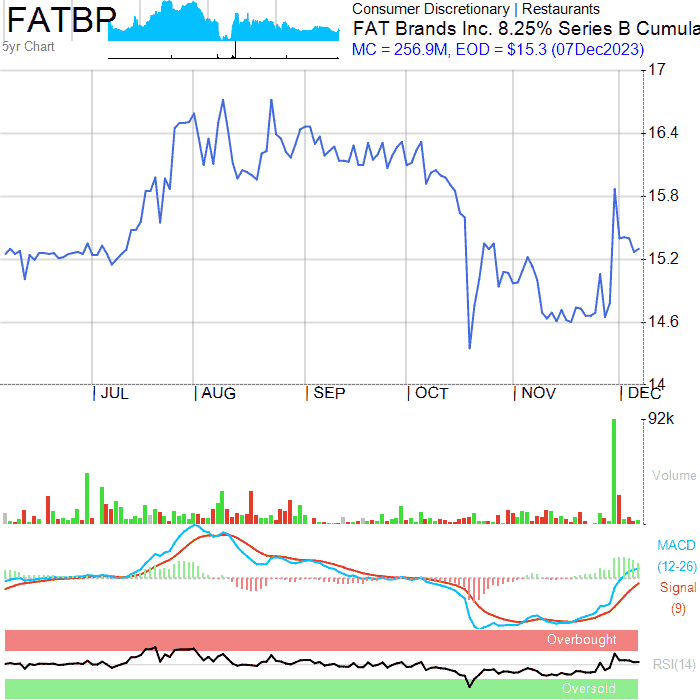 FATBP
5yr Chart
Consumer Discretionary | Restaurants
FAT Brands Inc. 8.25% Series B Cumula
MC = 256.9M, EOD = $15.3 (07Dec2023)
17
16.4
15.8
15.2
14.6
14
JUL AUG SEP OCT NOV DEC
92k
Volume
MACD
(12-26)
Signal
(9)
Overbought
RSI(14)
Oversold